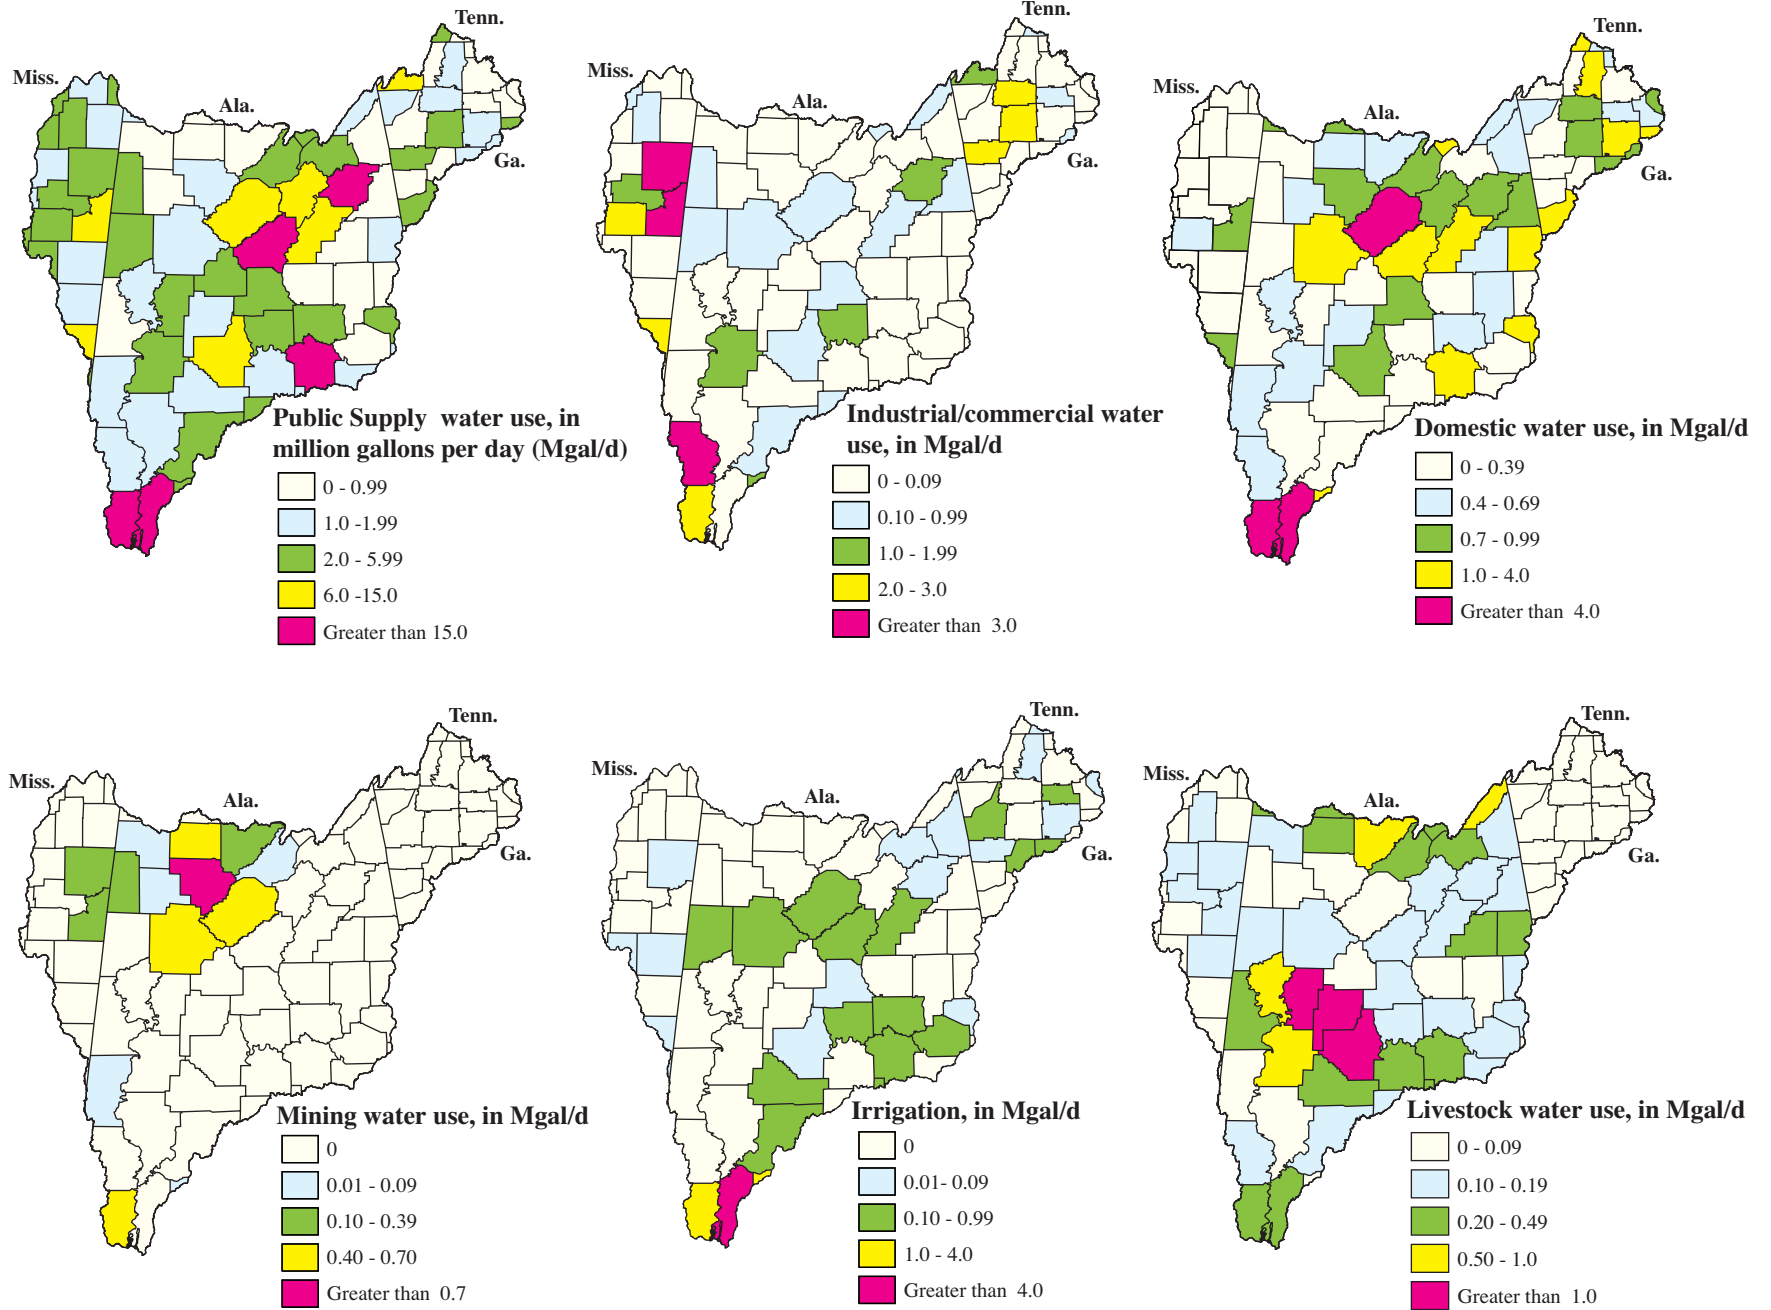 Tenn.
Miss.
Ala.
Ga.
Public Supply water use, in
million gallons per day (Mgal/d)
0 - 0.99
1.0 -1.99
2.0 - 5.99
6.0 -15.0
Greater than 15.0
Tenn.
Miss.
Ala.
Ga.
Industrial/commercial water
use, in Mgal/d
0 - 0.09
0.10 - 0.99
1.0 - 1.99
2.0 - 3.0
Greater than 3.0
Tenn.
Miss.
Ala.
Ga.
Domestic water use, in Mgal/d
0 - 0.39
0.4 - 0.69
0.7 - 0.99
1.0 - 4.0
Greater than 4.0
Tenn.
Miss.
Ala.
Ga.
Mining water use, in Mgal/d
0
0.01 - 0.09
0.10 - 0.39
0.40 - 0.70
Greater than 0.7
Tenn.
Miss.
Ala.
Ga.
Irrigation, in Mgal/d
0
0.01- 0.09
0.10 - 0.99
1.0 - 4.0
Greater than 4.0
Tenn.
Miss.
Ala.
Ga.
Livestock water use, in Mgal/d
0 - 0.09
0.10 - 0.19
0.20 - 0.49
0.50 - 1.0
Greater than 1.0